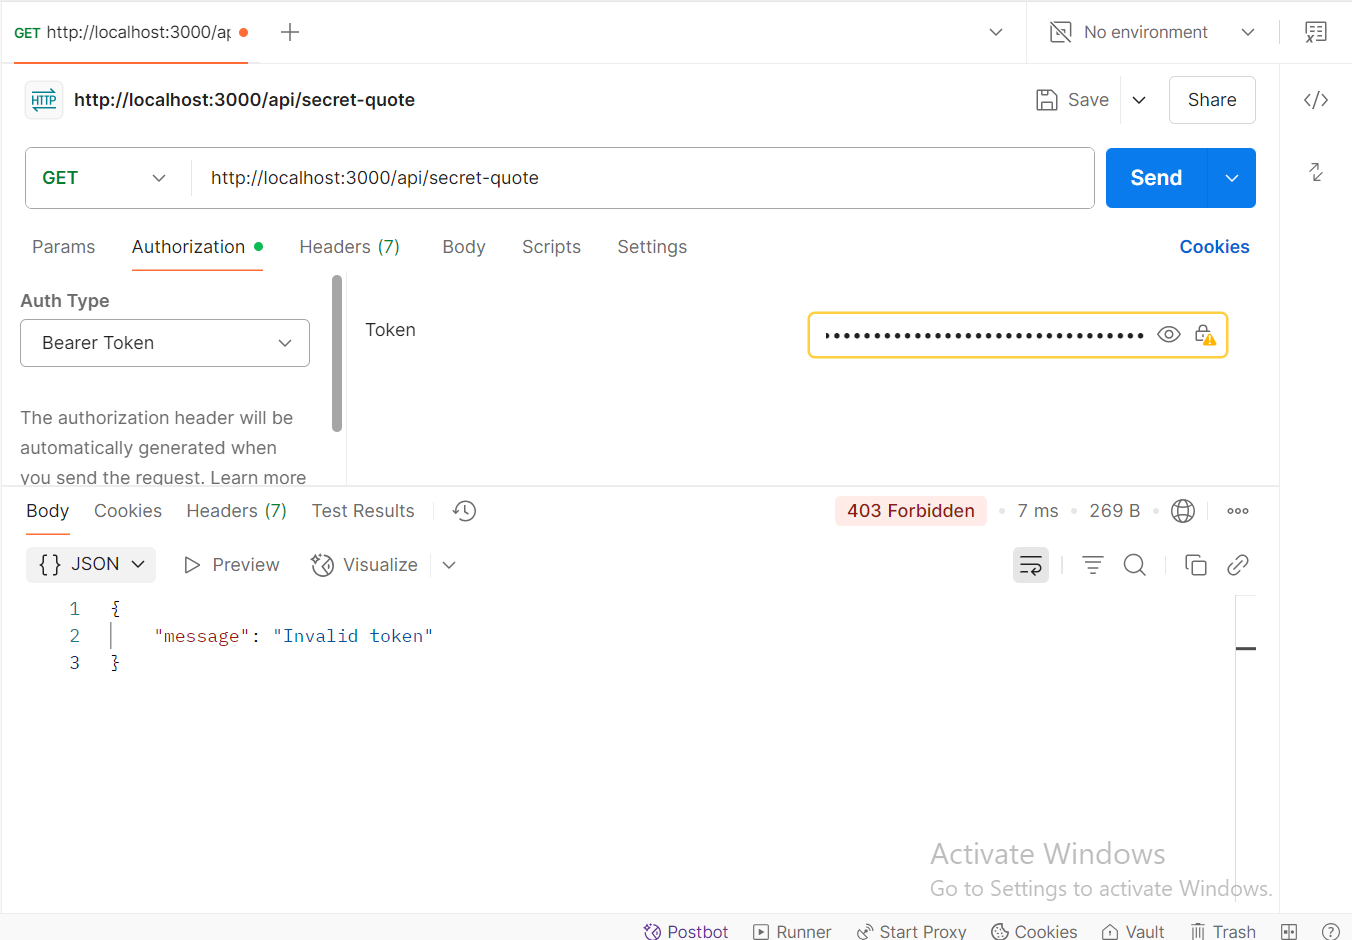 GET http://localhost:3000/ap
No environment
HTTP http://localhost:3000/api/secret-quote
Save
Share
GET http://localhost:3000/api/secret-quote
Send
Params Authorization Headers (7) Body Scripts Settings Cookies
Auth Type
Bearer Token
Token
The authorization header will be
automatically generated when
you send the request. Learn more
Body Cookies Headers (7) Test Results
403 Forbidden • 7 ms • 269 B
{} JSON Preview Visualize
1 {
2 "message": "Invalid token"
3 }
Activate Windows
Go to Settings to activate Windows.
Postbot Runner Start Proxy Cookies Vault Trash